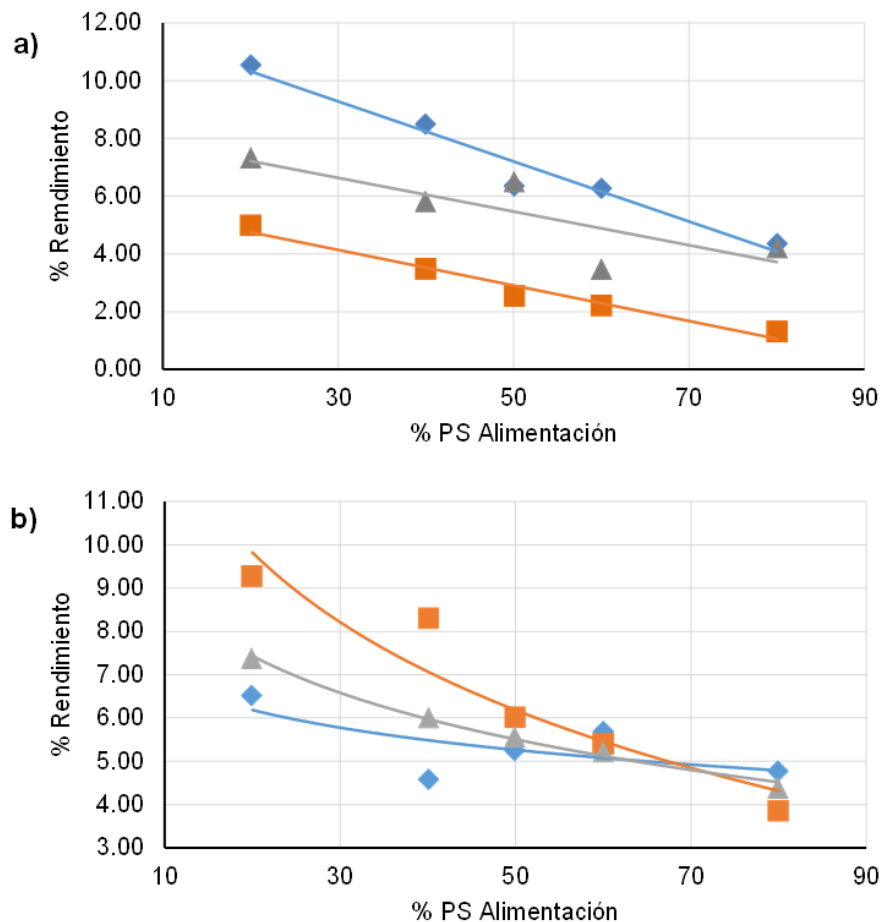 a)
% Remdimiento
12.00
10.00
8.00
6.00
4.00
2.00
0.00
10 30 50 70 90
% PS Alimentación
b)
% Rendimiento
11.00
10.00
9.00
8.00
7.00
6.00
5.00
4.00
3.00
10 30 50 70 90
% PS Alimentación